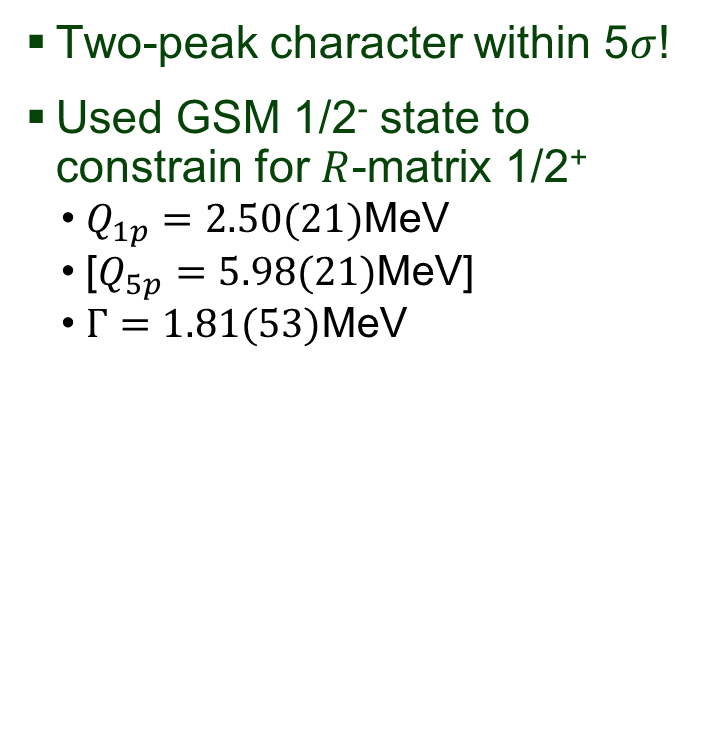 ▪ Two-peak character within 5𝜎!
▪ Used GSM 1/2⁻ state to
constrain for 𝑅-matrix 1/2⁺
• 𝑄₁ₚ = 2.50(21)MeV
• [𝑄₅ₚ = 5.98(21)MeV]
• Γ = 1.81(53)MeV